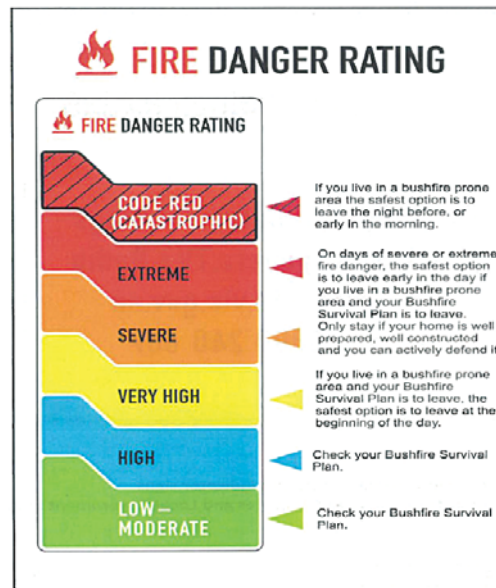 FIRE DANGER RATING
FIRE DANGER RATING
CODE RED
(CATASTROPHIC)
If you live in a bushfire prone
area the safest option is to
leave the night before, or
early in the morning.
EXTREME
On days of severe or extreme
fire danger, the safest option
is to leave early in the day if
you live in a bushfire prone
area and your Bushfire
Survival Plan is to leave.
SEVERE
Only stay if your home is well
prepared, well constructed
and you can actively defend it
VERY HIGH
If you live in a bushfire prone
area and your Bushfire
Survival Plan is to leave, the
safest option is to leave at the
beginning of the day.
HIGH
Check your Bushfire Survival
Plan.
LOW –
MODERATE
Check your Bushfire Survival
Plan.